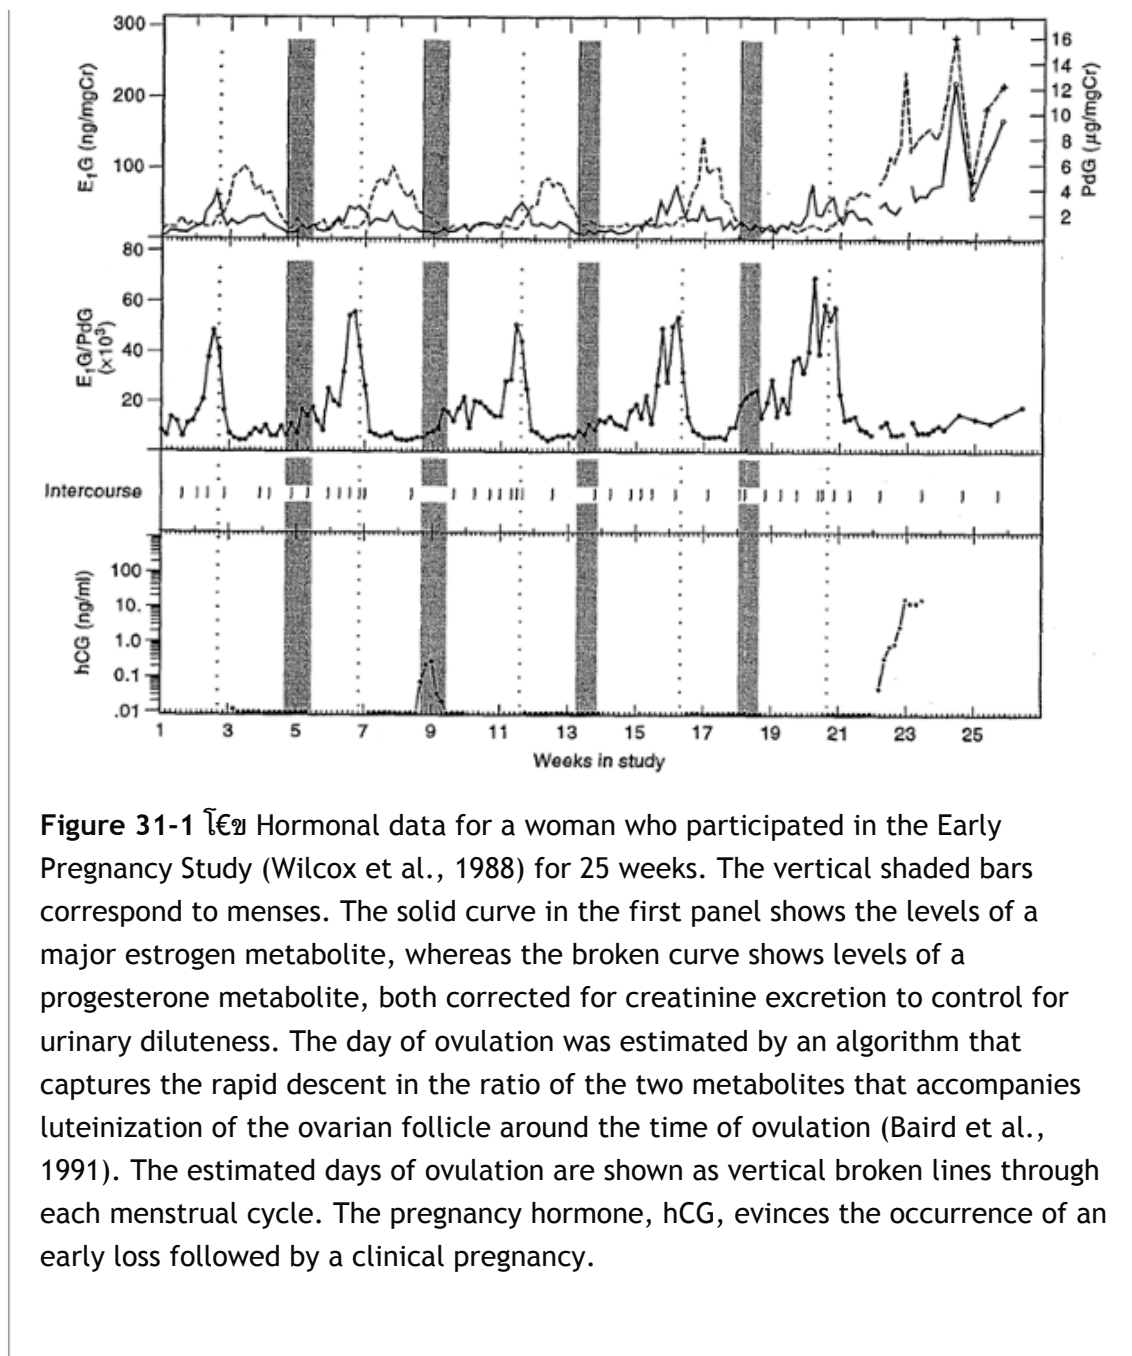 300
200
100
E₁G (ng/mgCr)
16
14
12
10
8
6
4
2
PdG (µg/mgCr)
80
60
40
20
E₁G/PdG
(x10³)
Intercourse
100
10.
1.0
0.1
.01
hCG (ng/ml)
1 3 5 7 9 11 13 15 17 19 21 23 25
Weeks in study
Figure 31-1 โ€ข Hormonal data for a woman who participated in the Early
Pregnancy Study (Wilcox et al., 1988) for 25 weeks. The vertical shaded bars
correspond to menses. The solid curve in the first panel shows the levels of a
major estrogen metabolite, whereas the broken curve shows levels of a
progesterone metabolite, both corrected for creatinine excretion to control for
urinary diluteness. The day of ovulation was estimated by an algorithm that
captures the rapid descent in the ratio of the two metabolites that accompanies
luteinization of the ovarian follicle around the time of ovulation (Baird et al.,
1991). The estimated days of ovulation are shown as vertical broken lines through
each menstrual cycle. The pregnancy hormone, hCG, evinces the occurrence of an
early loss followed by a clinical pregnancy.